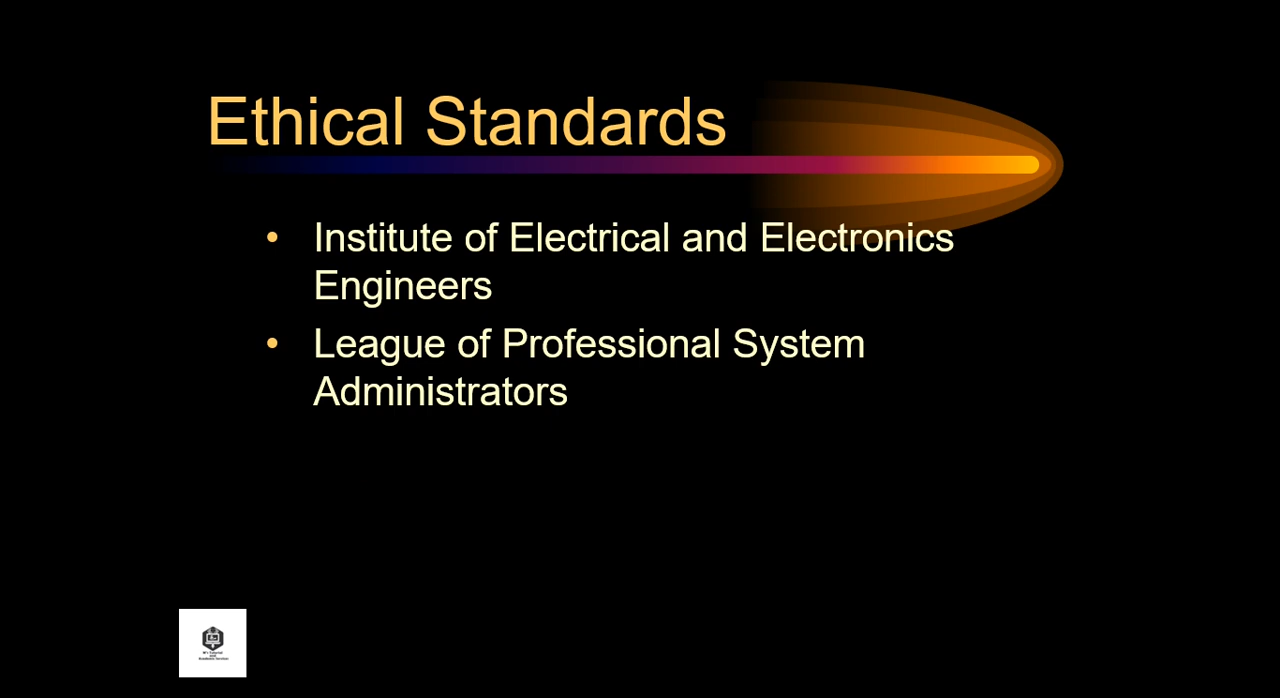 Ethical Standards
• Institute of Electrical and Electronics
Engineers
• League of Professional System
Administrators